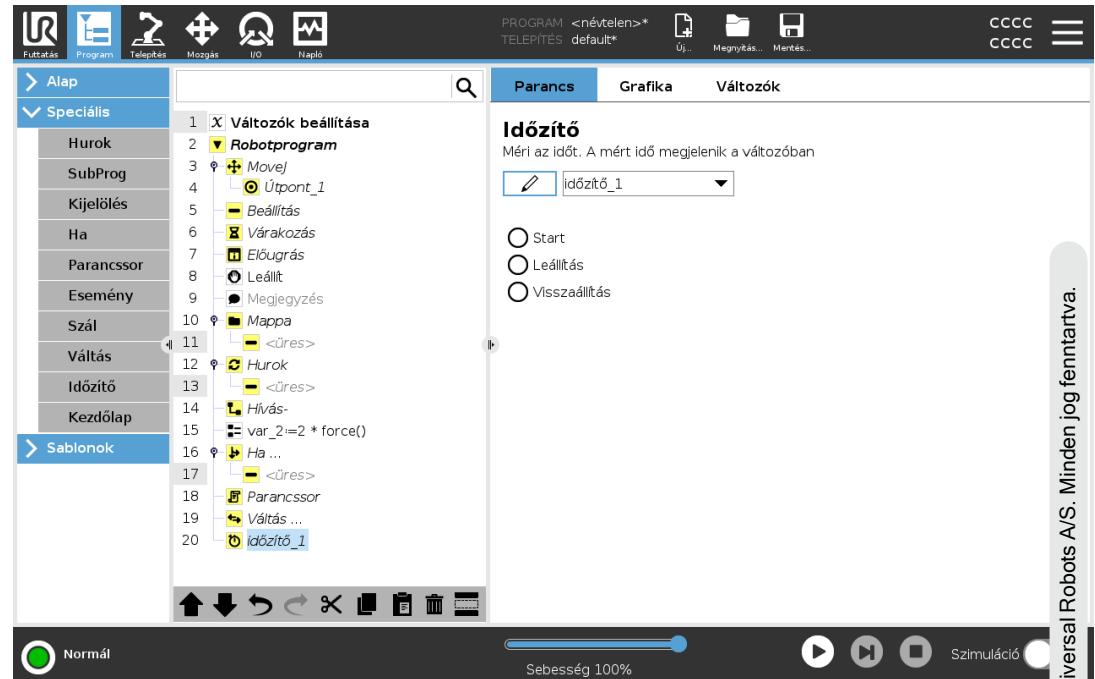 PROGRAM <névtelen>*
TELEPÍTÉS default*
Futtatás Program Telepítés Mozgás I/O Napló
Új... Megnyitás... Mentés...
CCCC
CCCC
Alap
Speciális
Hurok
SubProg
Kijelölés
Ha
Parancssor
Esemény
Szál
Váltás
Időzítő
Kezdőlap
Sablonok
1 Változók beállítása
2 Robotprogram
3 MoveJ
4 Útpont_1
5 Beállítás
6 Várakozás
7 Előugrás
8 Leállít
9 Megjegyzés
10 Mappa
11 <üres>
12 Hurok
13 <üres>
14 Hívás-
15 var_2:=2 * force()
16 Ha ...
17 <üres>
18 Parancssor
19 Váltás ...
20 időzítő_1
Parancs Grafika Változók
Időzítő
Méri az időt. A mért idő megjelenik a változóban
időzítő_1
Start
Leállítás
Visszaállítás
Normál
Sebesség 100%
Szimuláció
iversal Robots A/S. Minden jog fenntartva.